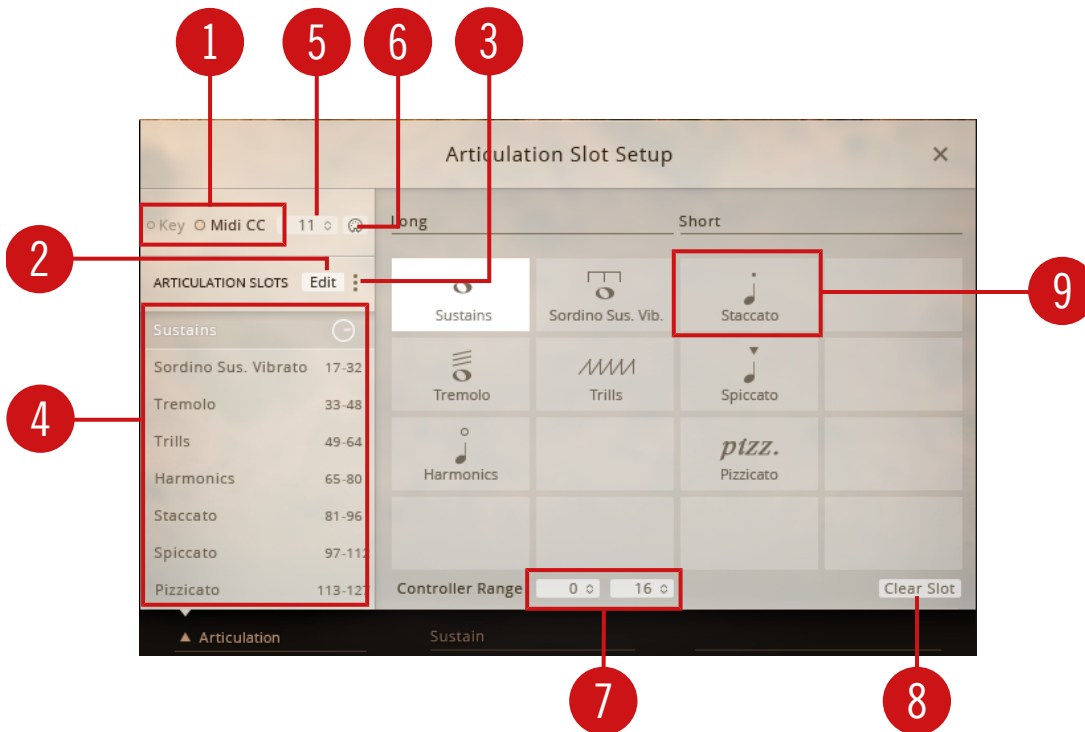 1 5 6 3
Articulation Slot Setup ×
Key Midi CC 11
Long Short
2
ARTICULATION SLOTS Edit
9
Sustains Sordino Sus. Vib. Staccato
Sustains
Sordino Sus. Vibrato 17-32
Tremolo 33-48
Trills 49-64
Harmonics 65-80
Staccato 81-96
Spiccato 97-112
Pizzicato 113-127
4
Tremolo Trills Spiccato
pizz.
Harmonics Pizzicato
Controller Range 0 16 Clear Slot
Articulation Sustain
7 8